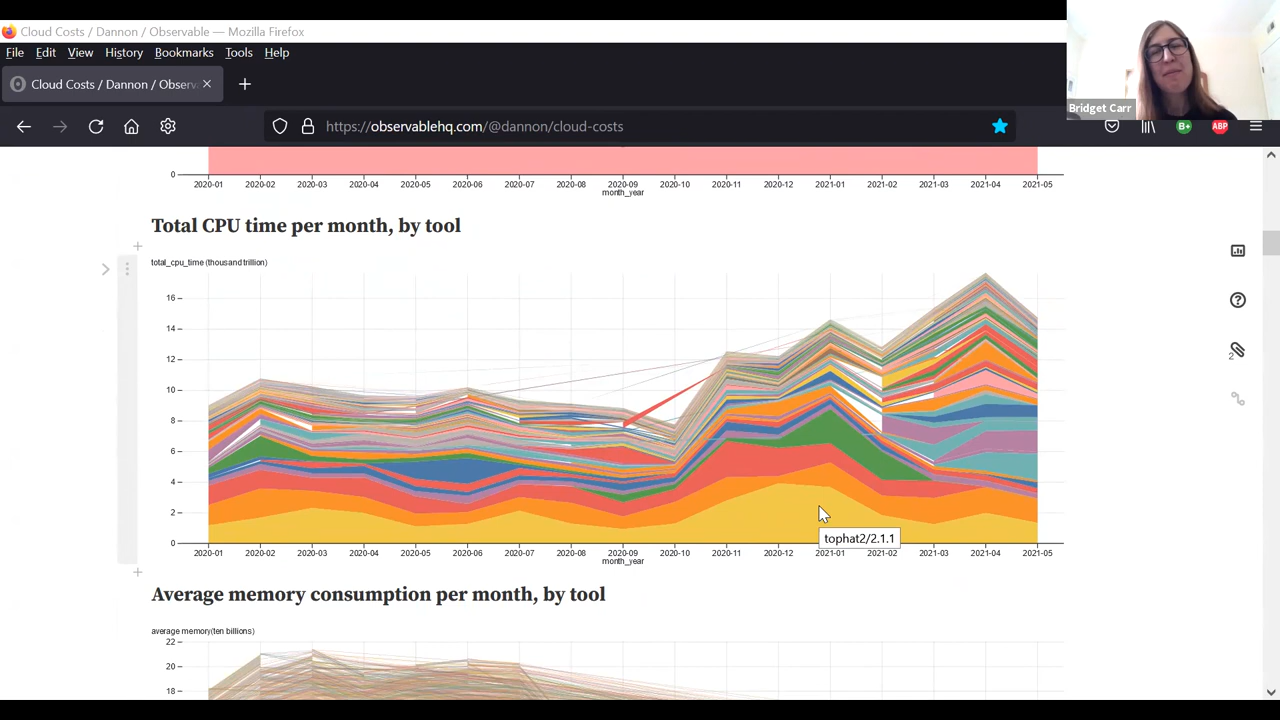 Cloud Costs / Dannon / Observable — Mozilla Firefox
File Edit View History Bookmarks Tools Help
Cloud Costs / Dannon / Observa
Bridget Carr
https://observablehq.com/@dannon/cloud-costs
B+
ABP
0
2020-01 2020-02 2020-03 2020-04 2020-05 2020-06 2020-07 2020-08 2020-09 2020-10 2020-11 2020-12 2021-01 2021-02 2021-03 2021-04 2021-05
month_year
Total CPU time per month, by tool
total_cpu_time (thousand trillion)
16
14
12
10
8
6
4
2
0
tophat2/2.1.1
2020-01 2020-02 2020-03 2020-04 2020-05 2020-06 2020-07 2020-08 2020-09 2020-10 2020-11 2020-12 2021-01 2021-02 2021-03 2021-04 2021-05
month_year
Average memory consumption per month, by tool
average memory(ten billions)
22
20
18
2